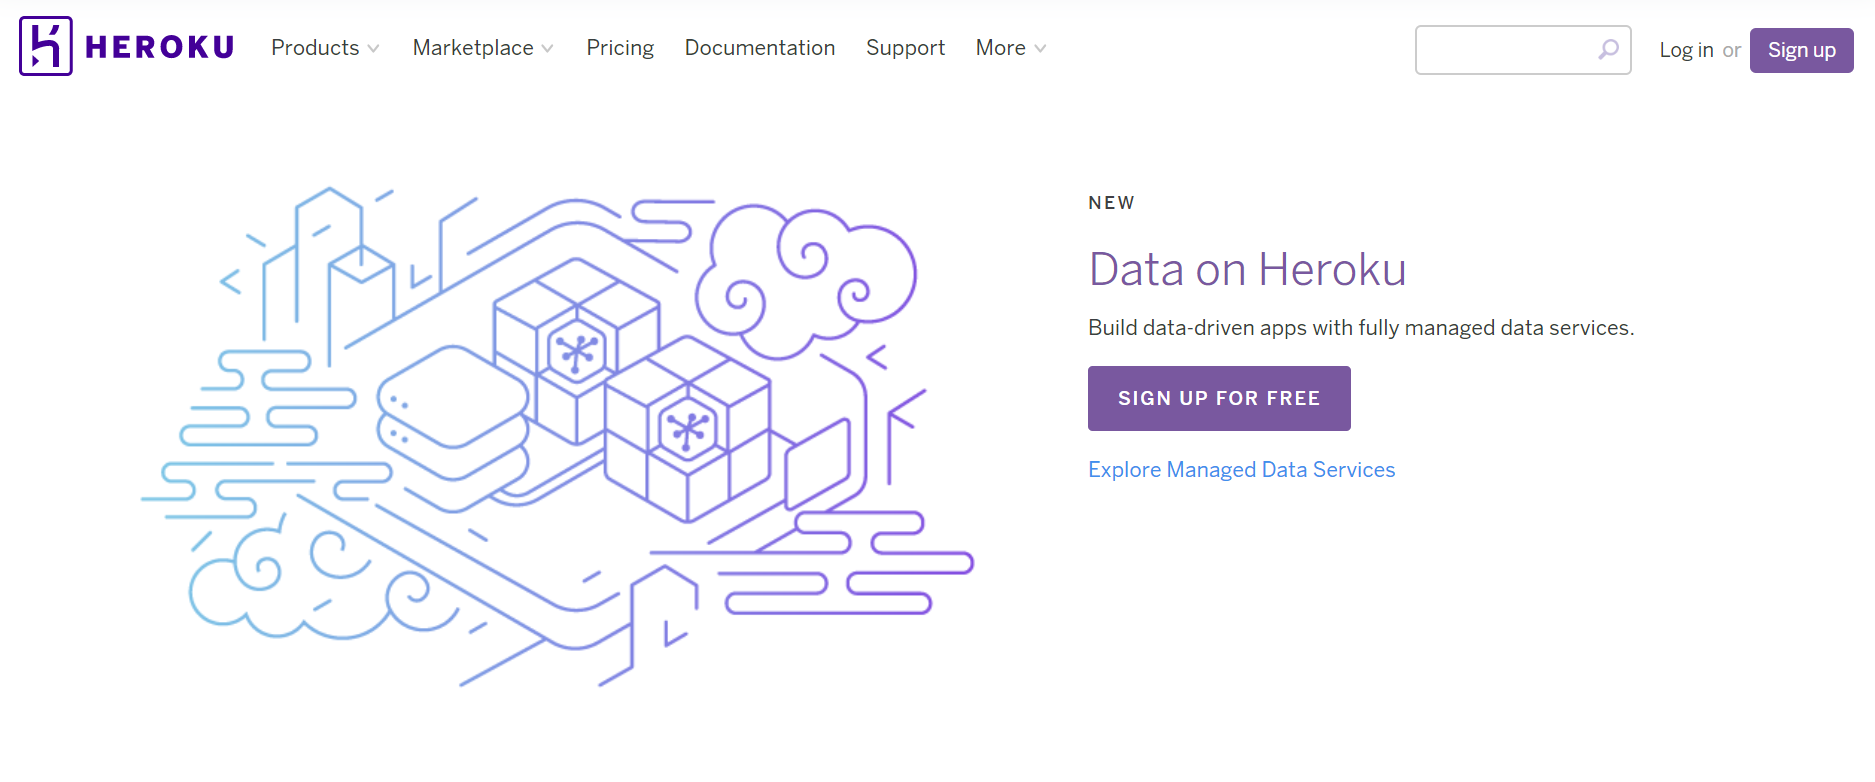 HEROKU
Products
Marketplace
Pricing
Documentation
Support
More
Log in or
Sign up
NEW
Data on Heroku
Build data-driven apps with fully managed data services.
SIGN UP FOR FREE
Explore Managed Data Services